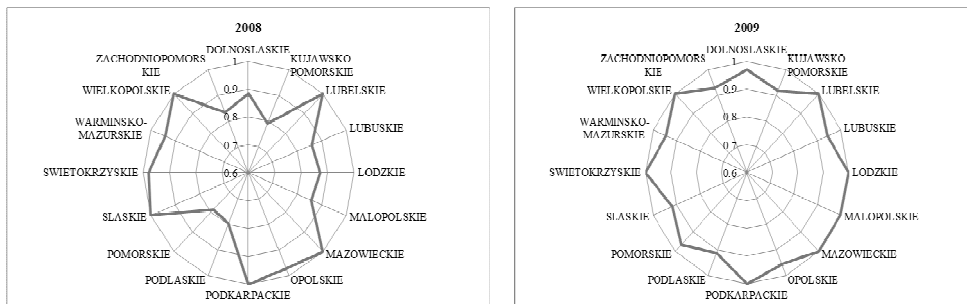 2008
DOLNOSLASKIE
KUJAWSKO
POMORSKIE
LUBELSKIE
LUBUSKIE
LODZKIE
MALOPOLSKIE
MAZOWIECKIE
OPOLSKIE
PODKARPACKIE
PODLASKIE
POMORSKIE
SLASKIE
SWIETOKRZYSKIE
WARMINSKO-
MAZURSKIE
WIELKOPOLSKIE
ZACHODNIOPOMORS
KIE
1
0.9
0.8
0.7
0.6
2009
DOLNOSLASKIE
KUJAWSKO
POMORSKIE
LUBELSKIE
LUBUSKIE
LODZKIE
MALOPOLSKIE
MAZOWIECKIE
OPOLSKIE
PODKARPACKIE
PODLASKIE
POMORSKIE
SLASKIE
SWIETOKRZYSKIE
WARMINSKO-
MAZURSKIE
WIELKOPOLSKIE
ZACHODNIOPOMORS
KIE
1
0.9
0.8
0.7
0.6